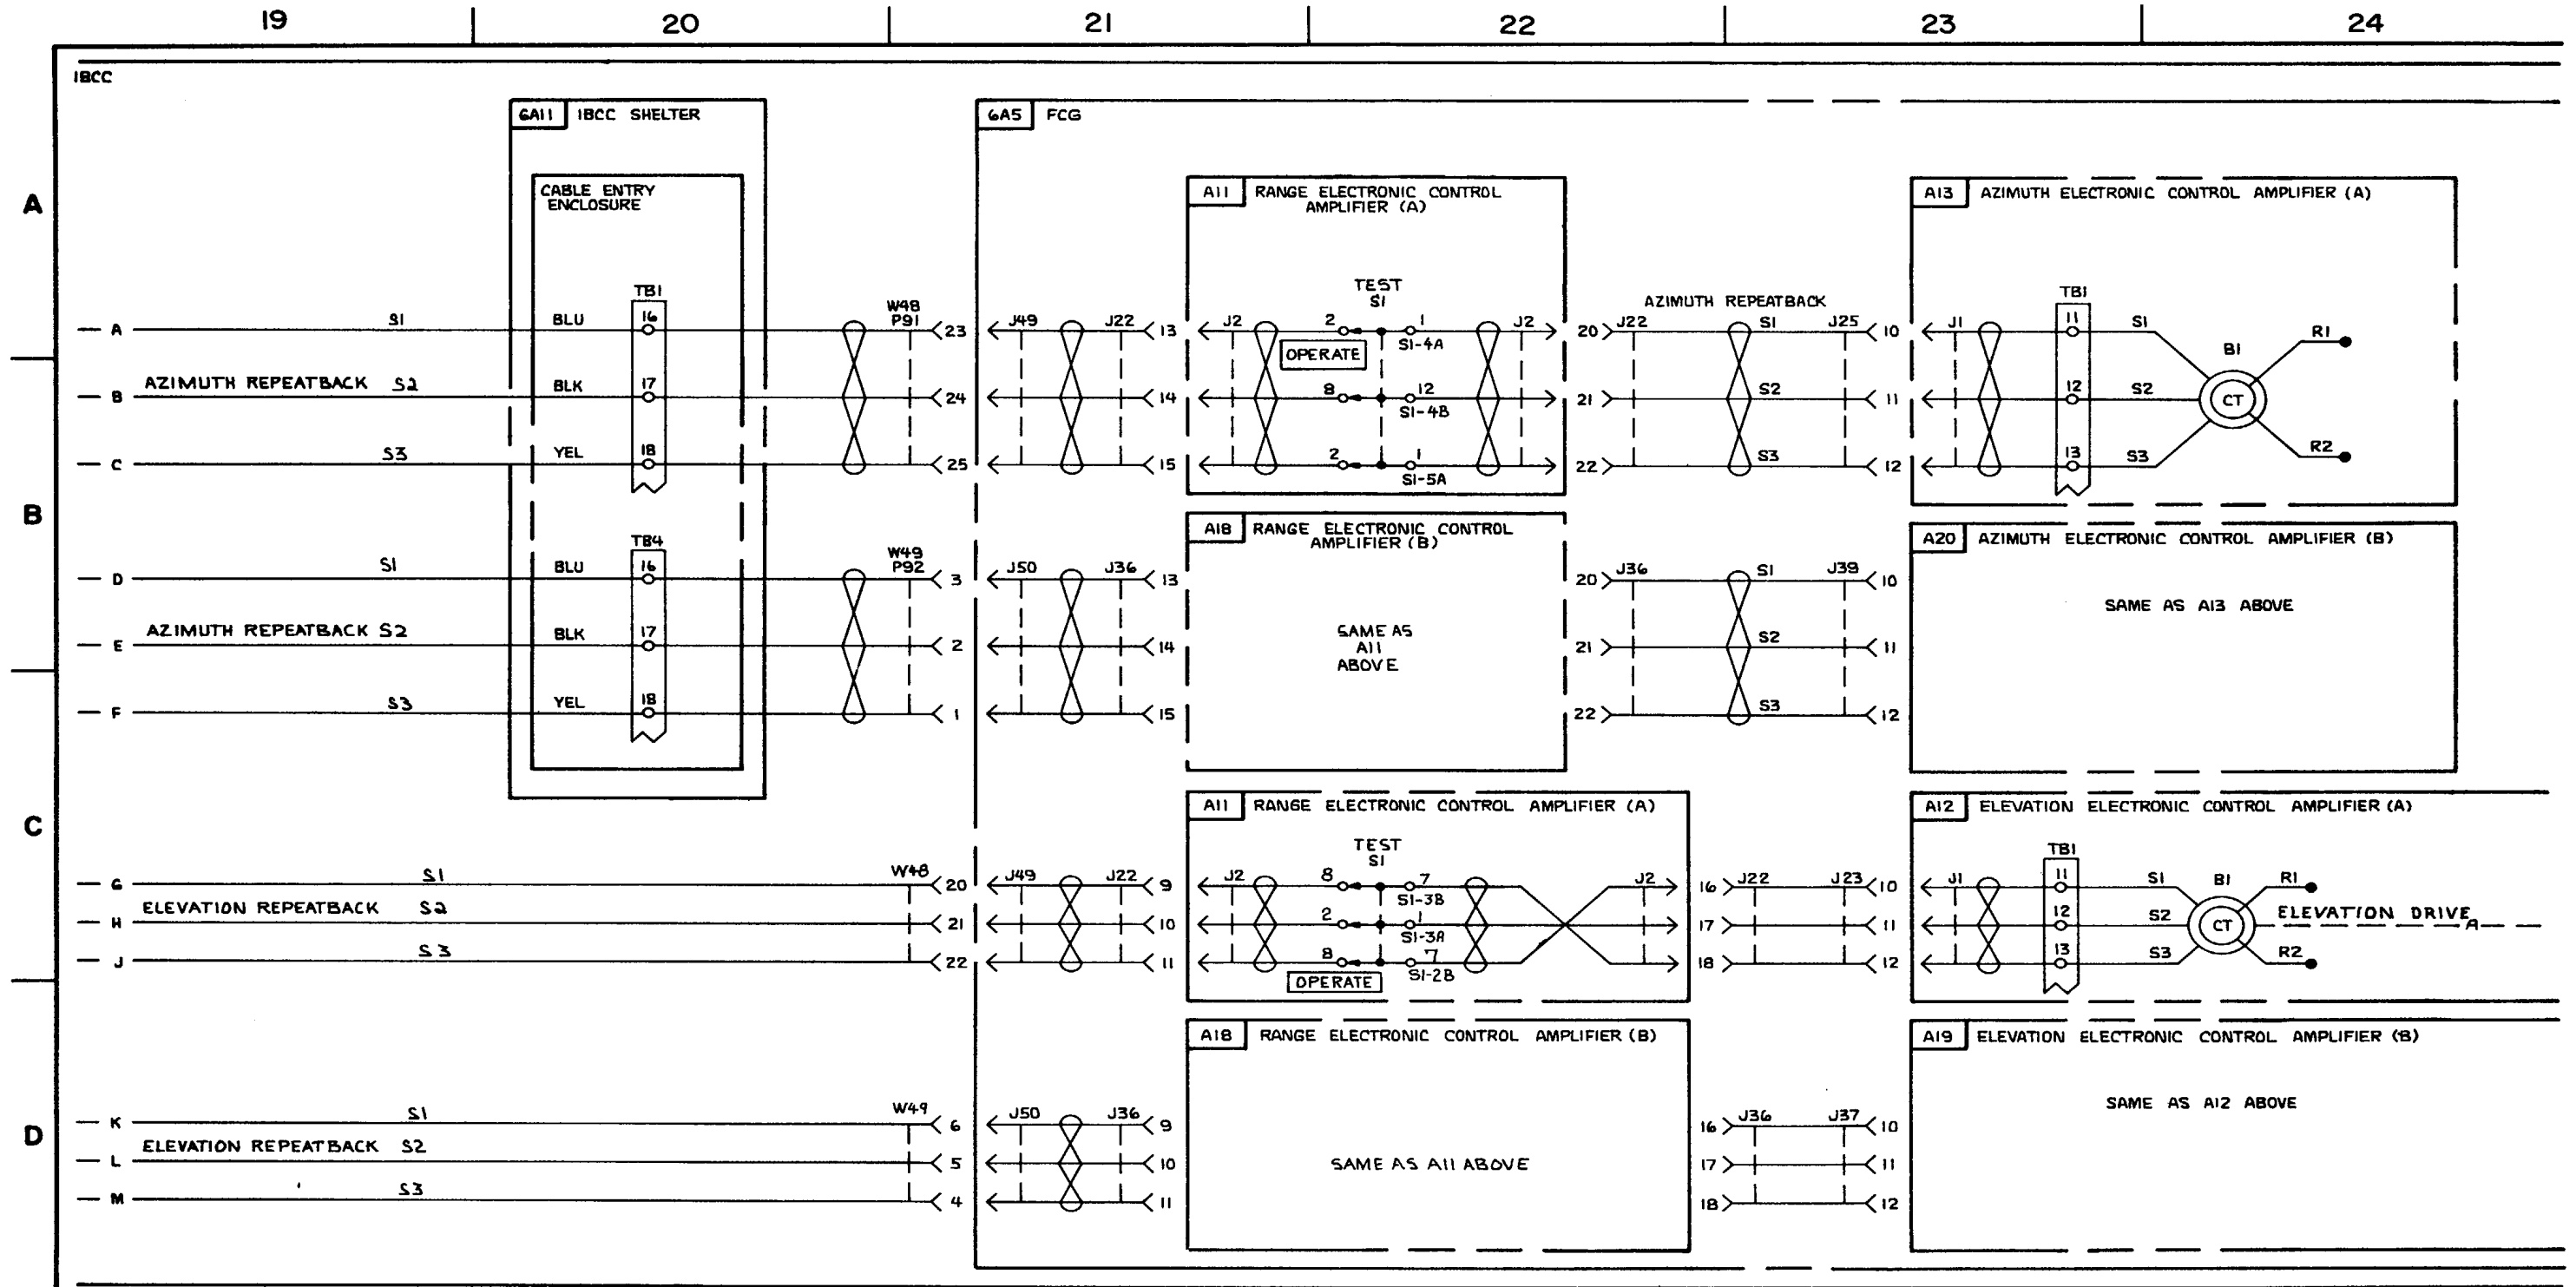 19 20 21 22 23 24
IBCC
6A11 IBCC SHELTER
6A5 FCG
A
CABLE ENTRY
ENCLOSURE
A11 RANGE ELECTRONIC CONTROL
AMPLIFIER (A)
A13 AZIMUTH ELECTRONIC CONTROL AMPLIFIER (A)
TB1
TEST
S1
AZIMUTH REPEATBACK
TB1
W48
P91
A S1 BLU 16 23 J49 J22 13 J2 2 1 J2 20 J22 S1 J25 10 J1 11 S1 R1
OPERATE
S1-4A
B1
B AZIMUTH REPEATBACK S2 BLK 17 24 14 8 12 21 S2 11 12 S2 CT
S1-4B
C S3 YEL 18 25 15 2 1 22 S3 12 13 S3 R2
S1-5A
B
TB4
A18 RANGE ELECTRONIC CONTROL
AMPLIFIER (B)
A20 AZIMUTH ELECTRONIC CONTROL AMPLIFIER (B)
W49
P92
D S1 BLU 16 3 J50 J36 13 20 J36 S1 J39 10
SAME AS A13 ABOVE
E AZIMUTH REPEATBACK S2 BLK 17 2 14 21 S2 11
SAME AS
A11
ABOVE
F S3 YEL 18 1 15 22 S3 12
C
A11 RANGE ELECTRONIC CONTROL AMPLIFIER (A)
A12 ELEVATION ELECTRONIC CONTROL AMPLIFIER (A)
TEST
S1
TB1
G S1 W48 20 J49 J22 9 J2 8 7 J2 16 J22 J23 10 J1 11 S1 B1 R1
S1-3B
H ELEVATION REPEATBACK S2 21 10 2 1 17 11 12 S2 CT ELEVATION DRIVE A
S1-3A
J S3 22 11 8 7 18 12 13 S3 R2
OPERATE
S1-2B
D
A18 RANGE ELECTRONIC CONTROL AMPLIFIER (B)
A19 ELEVATION ELECTRONIC CONTROL AMPLIFIER (B)
SAME AS A12 ABOVE
K S1 W49 6 J50 J36 9 16 J36 J37 10
L ELEVATION REPEATBACK S2 5 10 SAME AS A11 ABOVE 17 11
M S3 4 11 18 12